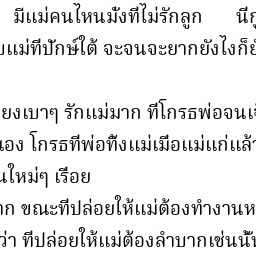 มีแม่คนไหนมั่งที่ไม่รักลูก นี
แม่ที่ปักษ์ใต้ จะจนจะยากยังไงก็
ยงเบาๆ รักแม่มาก ที่โกรธพ่อจน
นอง โกรธที่พ่อทิ้งแม่เมื่อแม่แก่แล้
นใหม่ๆ เรื่อย
าก ขณะที่ปล่อยให้แม่ต้องทำงานห
ว่า ที่ปล่อยให้แม่ต้องลำบากเช่นนั้